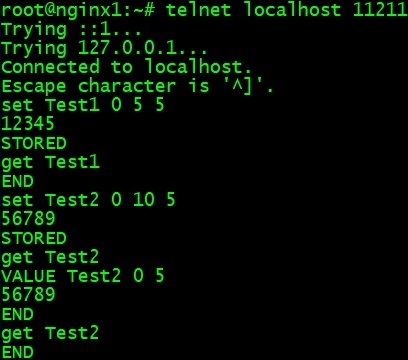 root@nginx1:~# telnet localhost 11211
Trying ::1...
Trying 127.0.0.1...
Connected to localhost.
Escape character is '^]'.
set Test1 0 5 5
12345
STORED
get Test1
END
set Test2 0 10 5
56789
STORED
get Test2
VALUE Test2 0 5
56789
END
get Test2
END